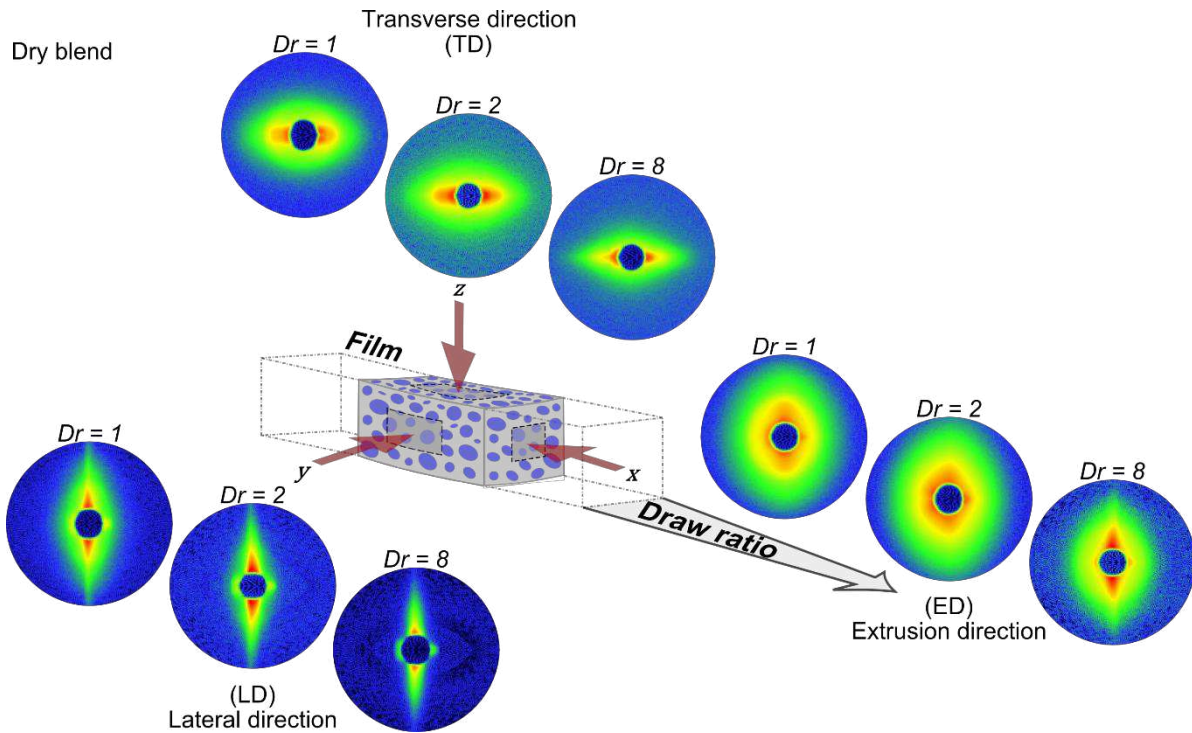 Dry blend
Transverse direction
(TD)
Dr = 1
Dr = 2
Dr = 8
z
Film
y
x
Dr = 1
Dr = 2
Dr = 8
Draw ratio
(ED)
Extrusion direction
Dr = 1
Dr = 2
Dr = 8
(LD)
Lateral direction